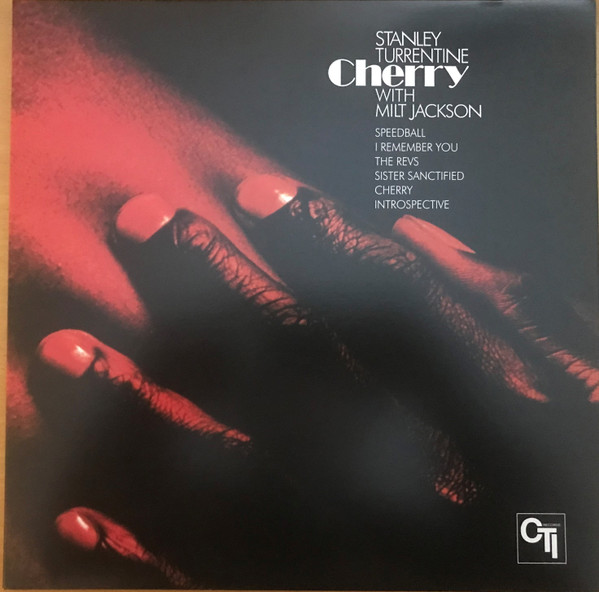 STANLEY
TURRENTINE
Cherry
WITH
MILT JACKSON
SPEEDBALL
I REMEMBER YOU
THE REVS
SISTER SANCTIFIED
CHERRY
INTROSPECTIVE
CTI